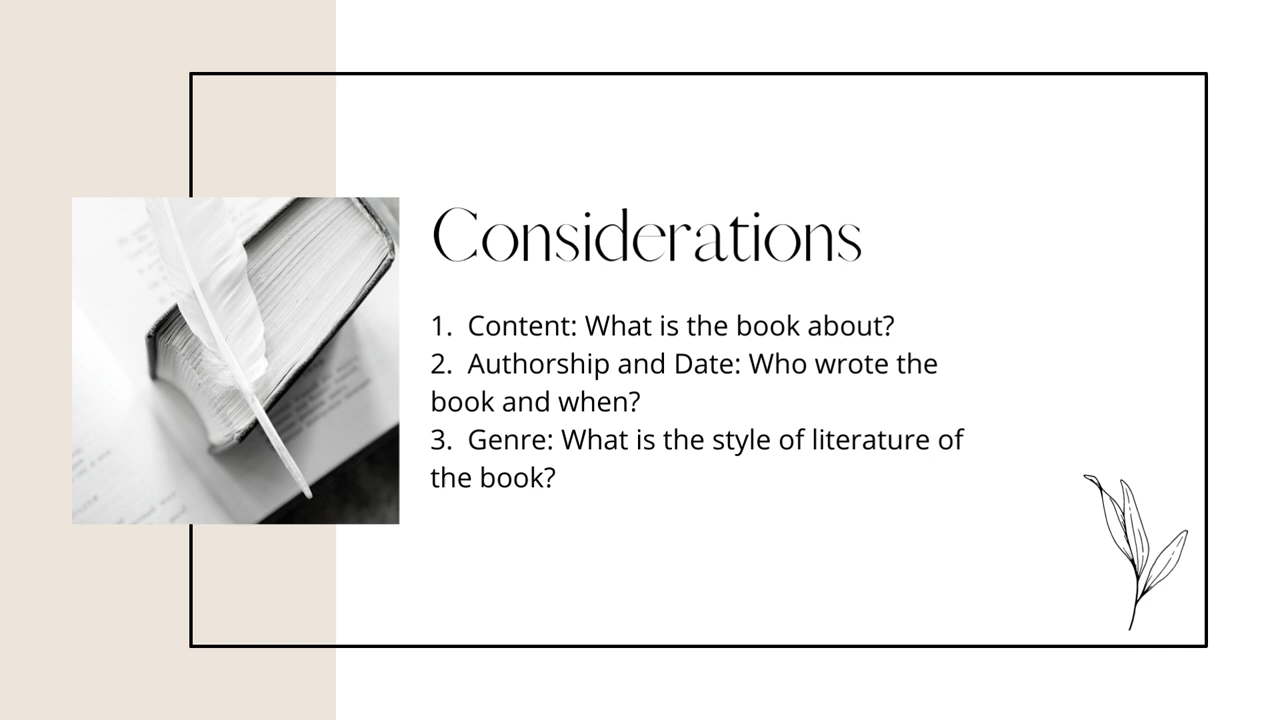 Considerations
1. Content: What is the book about?
2. Authorship and Date: Who wrote the
book and when?
3. Genre: What is the style of literature of
the book?